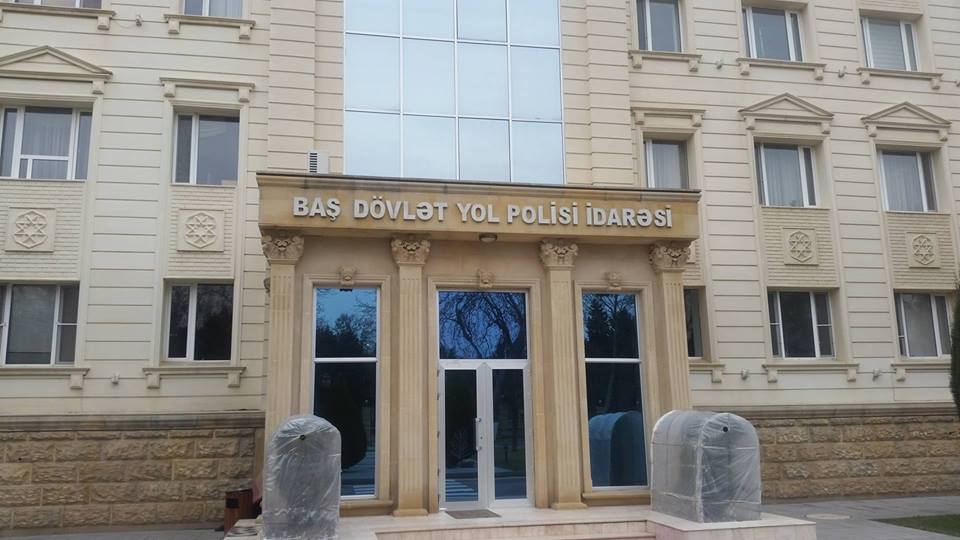 BAŞ DÖVLƏT YOL POLİSİ İDARƏSİ